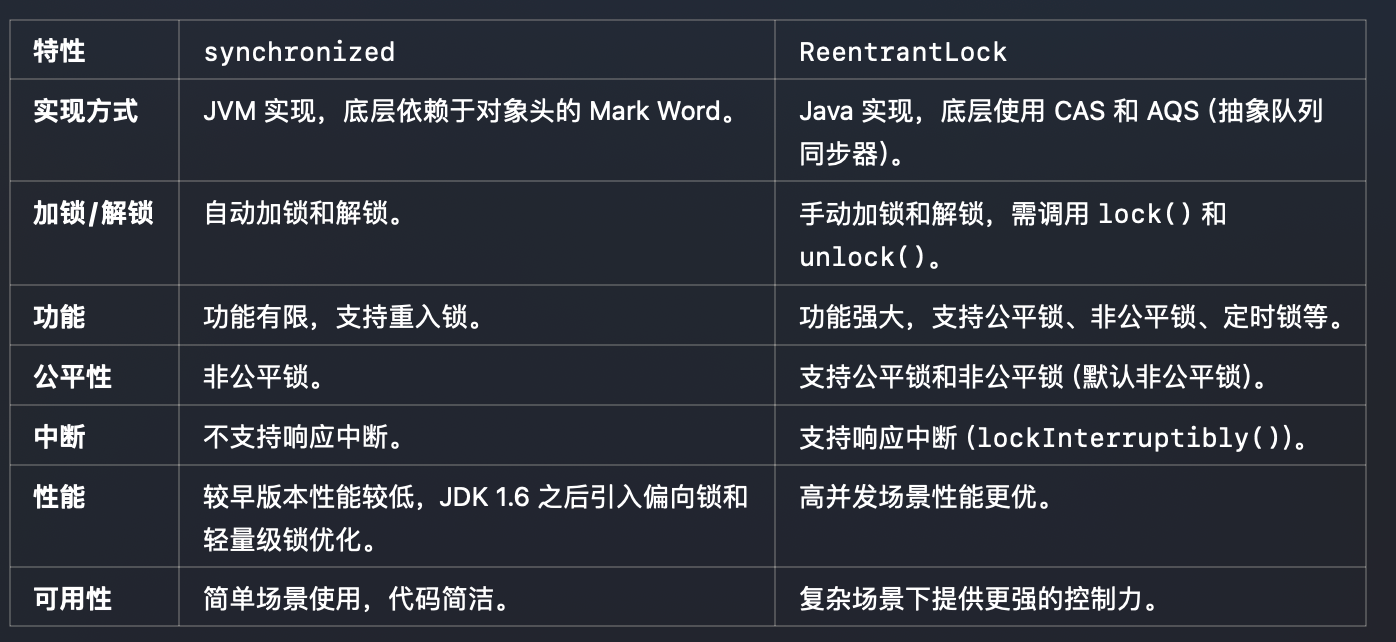 特性 synchronized ReentrantLock
实现方式 JVM 实现，底层依赖于对象头的 Mark Word。 Java 实现，底层使用 CAS 和 AQS (抽象队列
同步器)。
加锁/解锁 自动加锁和解锁。 手动加锁和解锁，需调用 lock() 和
unlock()。
功能 功能有限，支持重入锁。 功能强大，支持公平锁、非公平锁、定时锁等。
公平性 非公平锁。 支持公平锁和非公平锁 (默认非公平锁)。
中断 不支持响应中断。 支持响应中断 (lockInterruptibly())。
性能 较早版本性能较低，JDK 1.6 之后引入偏向锁和 高并发场景性能更优。
轻量级锁优化。
可用性 简单场景使用，代码简洁。 复杂场景下提供更强的控制力。